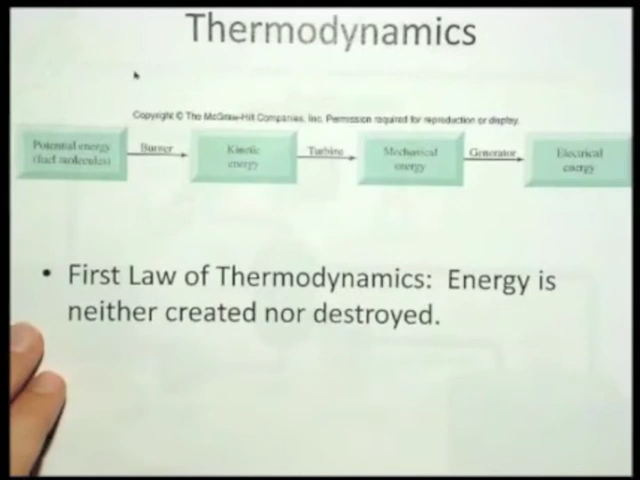 Thermodynamics
Copyright © The McGraw-Hill Companies, Inc. Permission required for reproduction or display.
Potential energy
(fuel molecules)
Burner
Kinetic
energy
Turbine
Mechanical
energy
Generator
Electrical
energy
• First Law of Thermodynamics: Energy is
neither created nor destroyed.